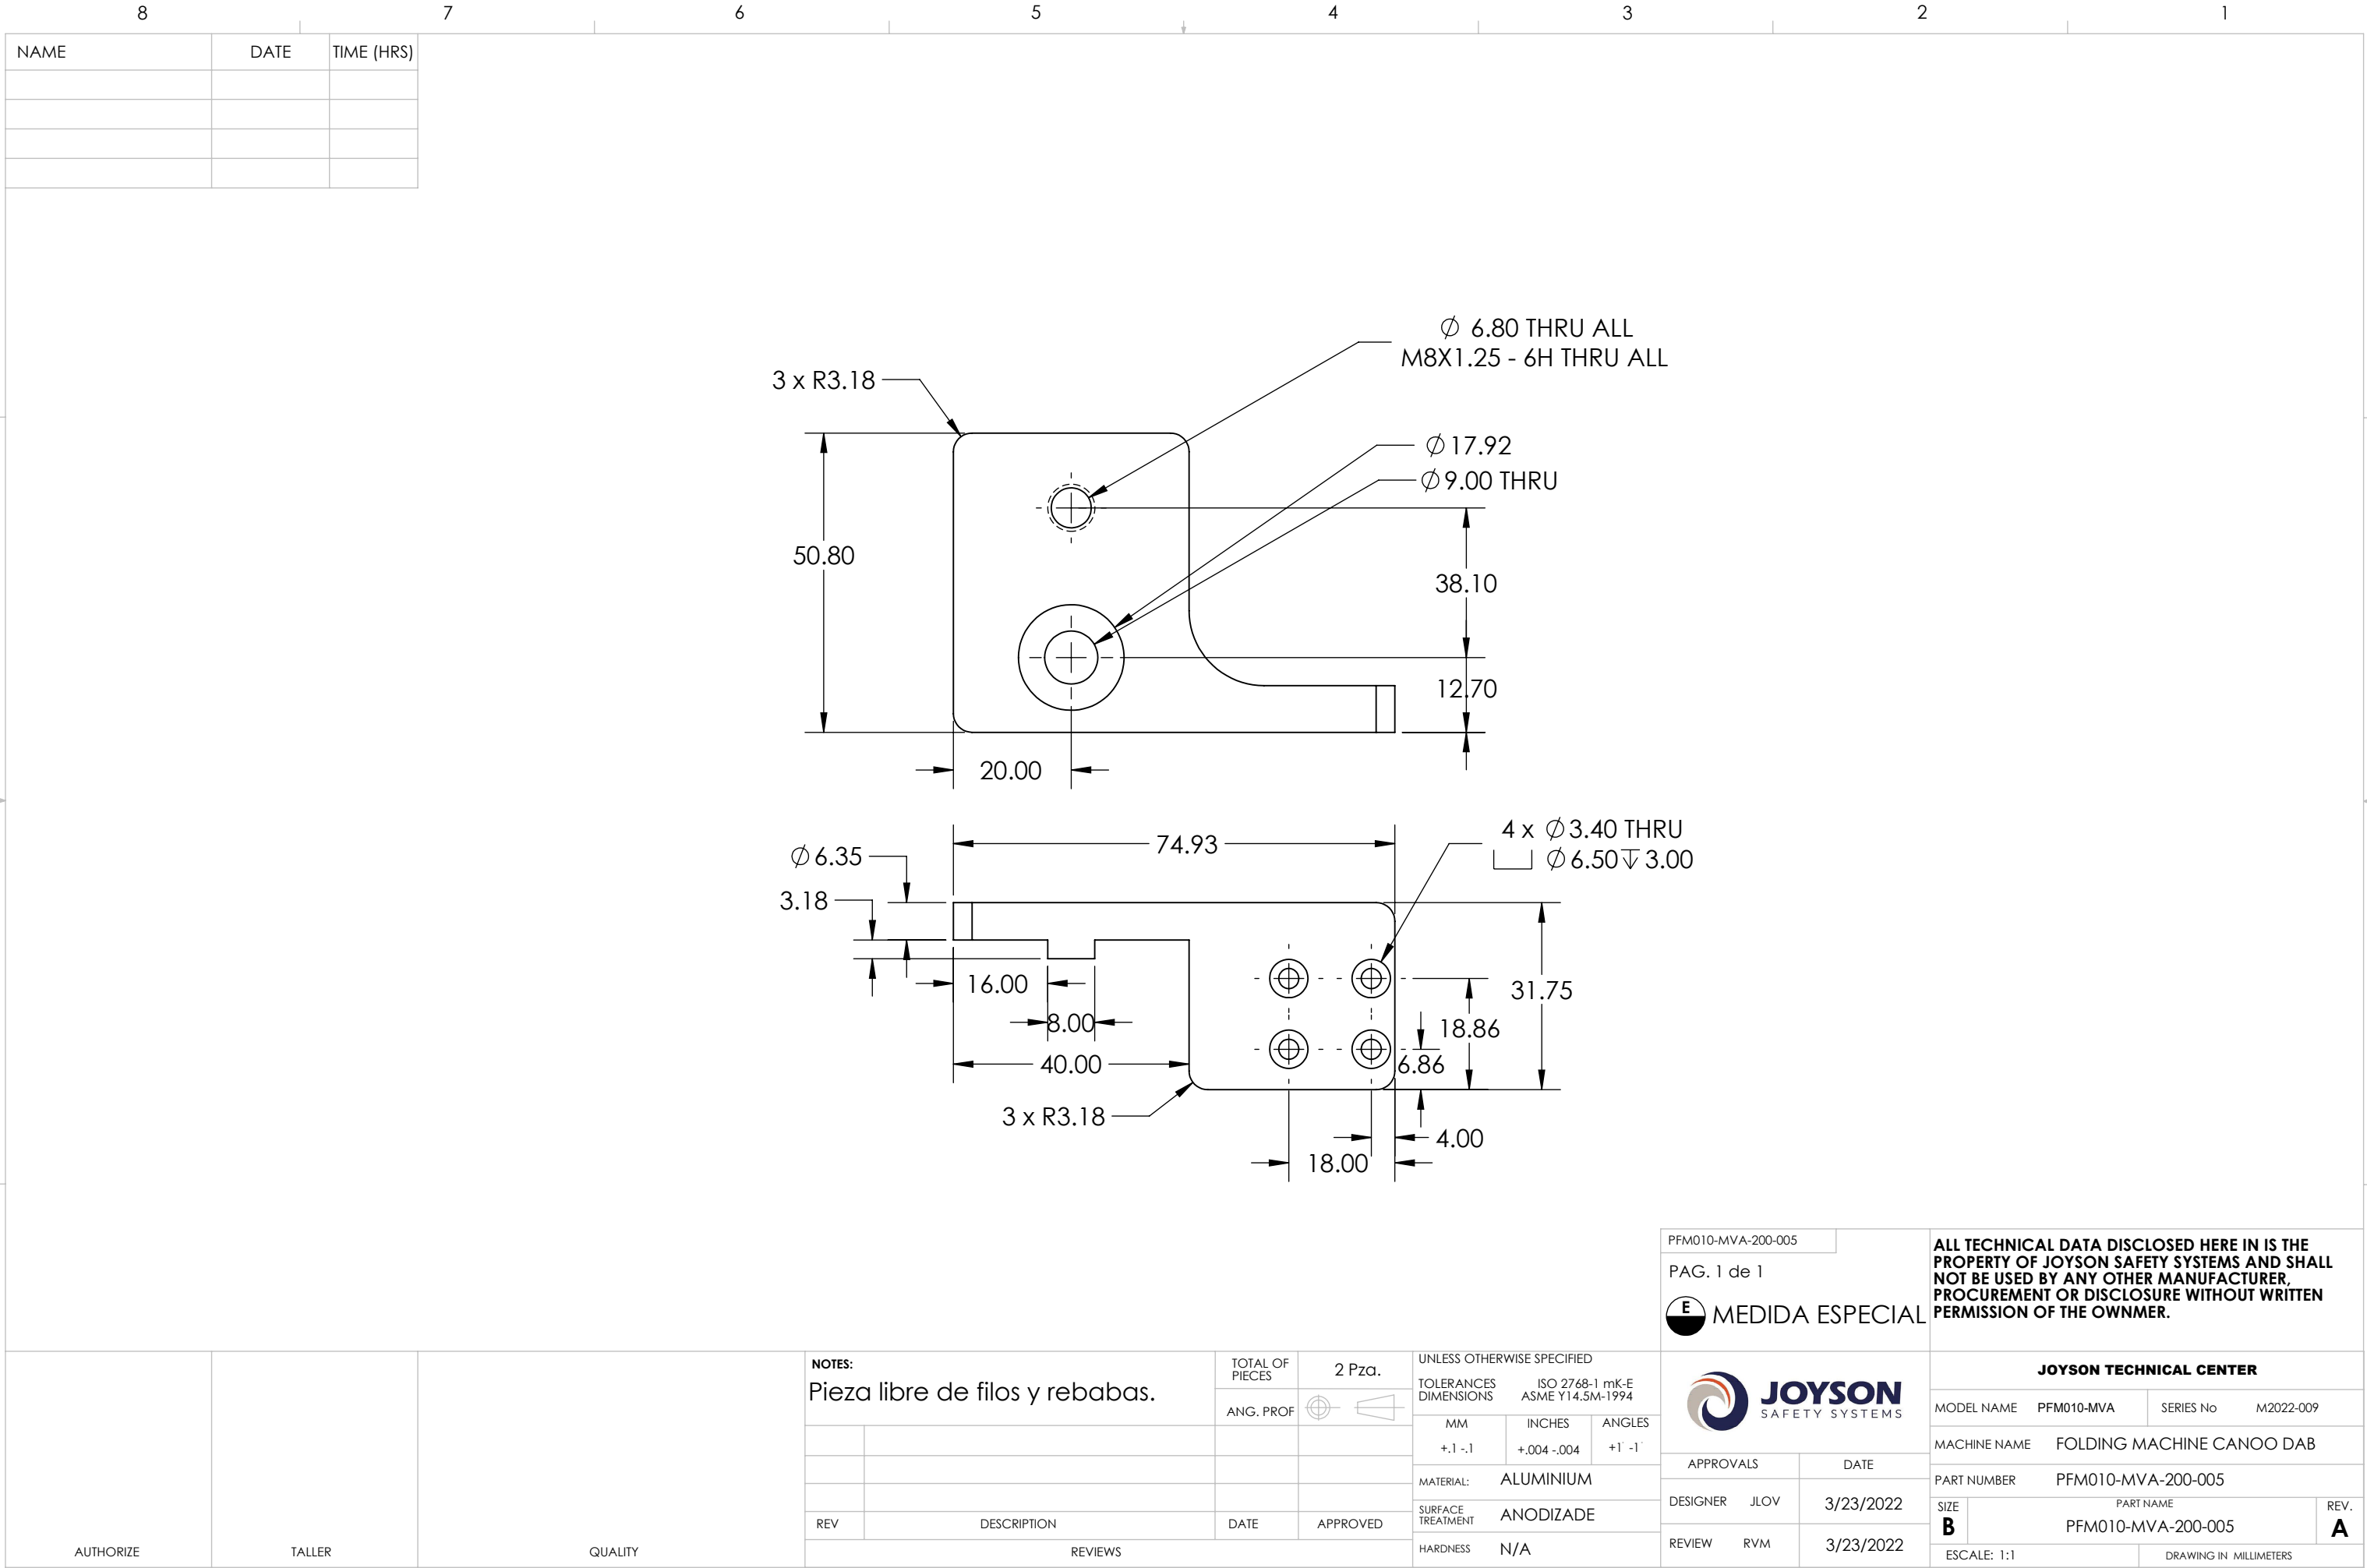 8 7 6 5 4 3 2 1
NAME DATE TIME (HRS)
∅ 6.80 THRU ALL
M8X1.25 - 6H THRU ALL
3 x R3.18
∅17.92
∅9.00 THRU
50.80
38.10
12.70
20.00
4 x ∅3.40 THRU
⌴ ∅6.50↧3.00
74.93
∅6.35
3.18
16.00
31.75
8.00
18.86
40.00
6.86
3 x R3.18
4.00
18.00
PFM010-MVA-200-005
PAG. 1 de 1
E MEDIDA ESPECIAL
ALL TECHNICAL DATA DISCLOSED HERE IN IS THE
PROPERTY OF JOYSON SAFETY SYSTEMS AND SHALL
NOT BE USED BY ANY OTHER MANUFACTURER,
PROCUREMENT OR DISCLOSURE WITHOUT WRITTEN
PERMISSION OF THE OWNMER.
AUTHORIZE TALLER QUALITY
NOTES:
Pieza libre de filos y rebabas.
TOTAL OF
PIECES
2 Pza.
ANG. PROF
REV DESCRIPTION DATE APPROVED
REVIEWS
UNLESS OTHERWISE SPECIFIED
TOLERANCES ISO 2768-1 mK-E
DIMENSIONS ASME Y14.5M-1994
MM INCHES ANGLES
+.1 -.1 +.004 -.004 +1° -1°
MATERIAL: ALUMINIUM
SURFACE
TREATMENT
ANODIZADE
HARDNESS N/A
JOYSON
SAFETY SYSTEMS
APPROVALS DATE
DESIGNER JLOV 3/23/2022
REVIEW RVM 3/23/2022
JOYSON TECHNICAL CENTER
MODEL NAME PFM010-MVA SERIES No M2022-009
MACHINE NAME FOLDING MACHINE CANOO DAB
PART NUMBER PFM010-MVA-200-005
SIZE PART NAME REV.
B PFM010-MVA-200-005 A
ESCALE: 1:1 DRAWING IN MILLIMETERS